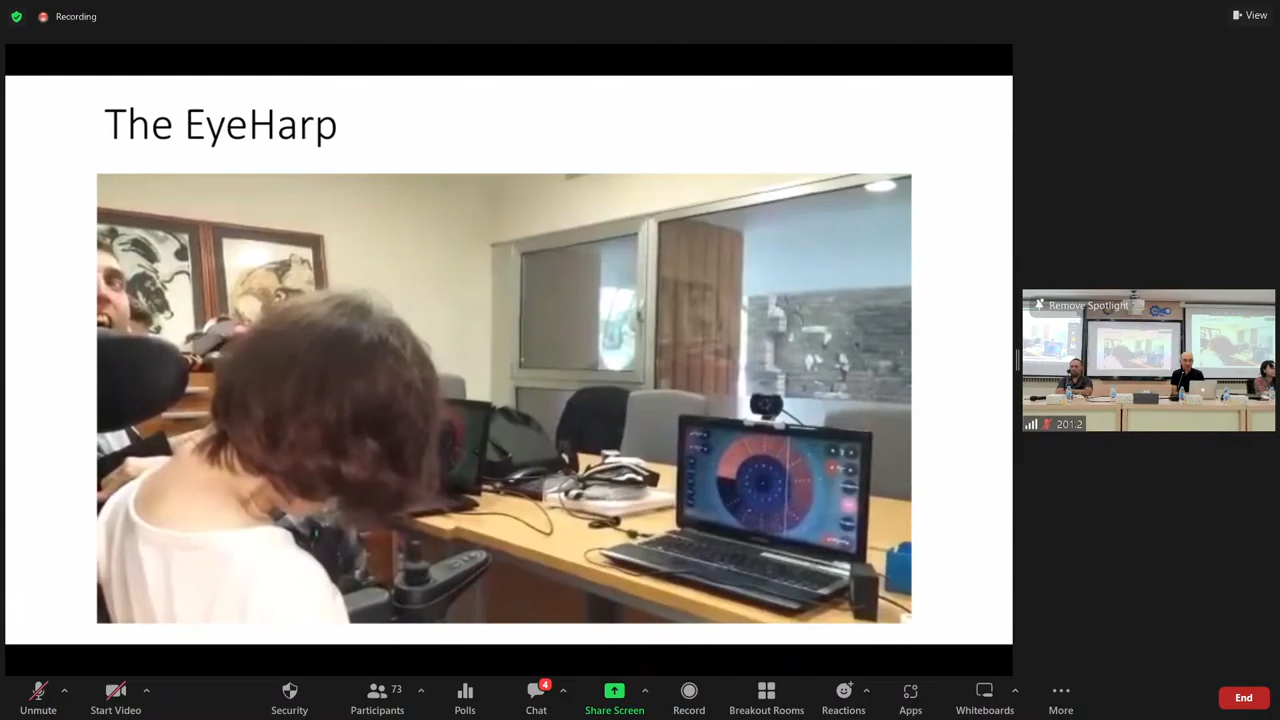 Recording
View
The EyeHarp
Remove Spotlight
201.2
Unmute
Start Video
Security
73
Participants
Polls
4
Chat
Share Screen
Record
Breakout Rooms
Reactions
Apps
Whiteboards
More
End